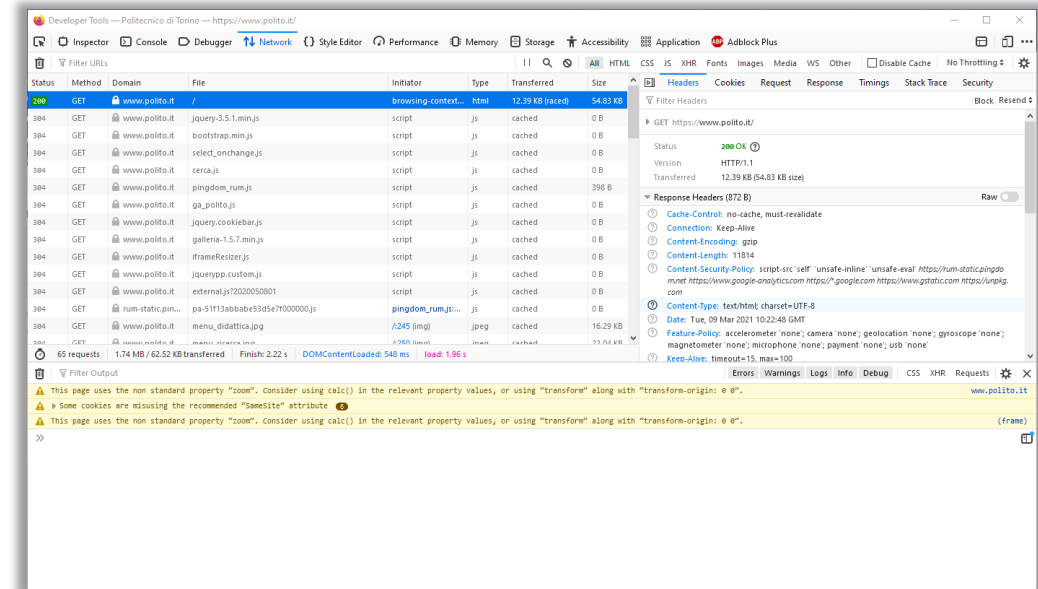 Developer Tools — Politecnico di Torino — https://www.polito.it/
Inspector Console Debugger Network Style Editor Performance Memory Storage Accessibility Application ABP Adblock Plus
Filter URLs All HTML CSS JS XHR Fonts Images Media WS Other Disable Cache No Throttling
Status Method Domain File Initiator Type Transferred Size Headers Cookies Request Response Timings Stack Trace Security
200 GET www.polito.it / browsing-context... html 12.39 KB (raced) 54.83 KB
Filter Headers Block Resend
304 GET www.polito.it jquery-3.5.1.min.js script js cached 0 B
GET https://www.polito.it/
304 GET www.polito.it bootstrap.min.js script js cached 0 B
304 GET www.polito.it select_onchange.js script js cached 0 B
Status 200 OK
304 GET www.polito.it cerca.js script js cached 0 B
Version HTTP/1.1
304 GET www.polito.it pingdom_rum.js script js cached 398 B
Transferred 12.39 KB (54.83 KB size)
304 GET www.polito.it ga_polito.js script js cached 0 B
Response Headers (872 B) Raw
304 GET www.polito.it jquery.cookiebar.js script js cached 0 B
Cache-Control: no-cache, must-revalidate
Connection: Keep-Alive
304 GET www.polito.it galleria-1.5.7.min.js script js cached 0 B
Content-Encoding: gzip
304 GET www.polito.it iframeResizer.js script js cached 0 B
Content-Length: 11814
304 GET www.polito.it jquerypp.custom.js script js cached 0 B
Content-Security-Policy: script-src 'self' 'unsafe-inline' 'unsafe-eval' https://rum-static.pingdo
m.net https://www.google-analytics.com https://*.google.com https://www.gstatic.com https://unpkg.
com
304 GET www.polito.it external.js?2020050801 script js cached 0 B
304 GET rum-static.pin... pa-51f13abbabe53d5e7f000000.js pingdom_rum.js:... js cached 0 B
Content-Type: text/html; charset=UTF-8
304 GET www.polito.it menu_didattica.jpg /:245 (img) jpeg cached 16.29 KB
Date: Tue, 09 Mar 2021 10:22:48 GMT
Feature-Policy: accelerometer 'none'; camera 'none'; geolocation 'none'; gyroscope 'none';
magnetometer 'none'; microphone 'none'; payment 'none'; usb 'none'
304 GET www.polito.it menu_ricerca.jpg /:250 (img) jpeg cached 22.04 KB
Keep-Alive: timeout=15, max=100
65 requests 1.74 MB / 62.52 KB transferred Finish: 2.22 s DOMContentLoaded: 548 ms load: 1.96 s
Filter Output Errors Warnings Logs Info Debug CSS XHR Requests
This page uses the non standard property “zoom”. Consider using calc() in the relevant property values, or using “transform” along with “transform-origin: 0 0”. www.polito.it
Some cookies are misusing the recommended “SameSite” attribute 6
This page uses the non standard property “zoom”. Consider using calc() in the relevant property values, or using “transform” along with “transform-origin: 0 0”. (frame)